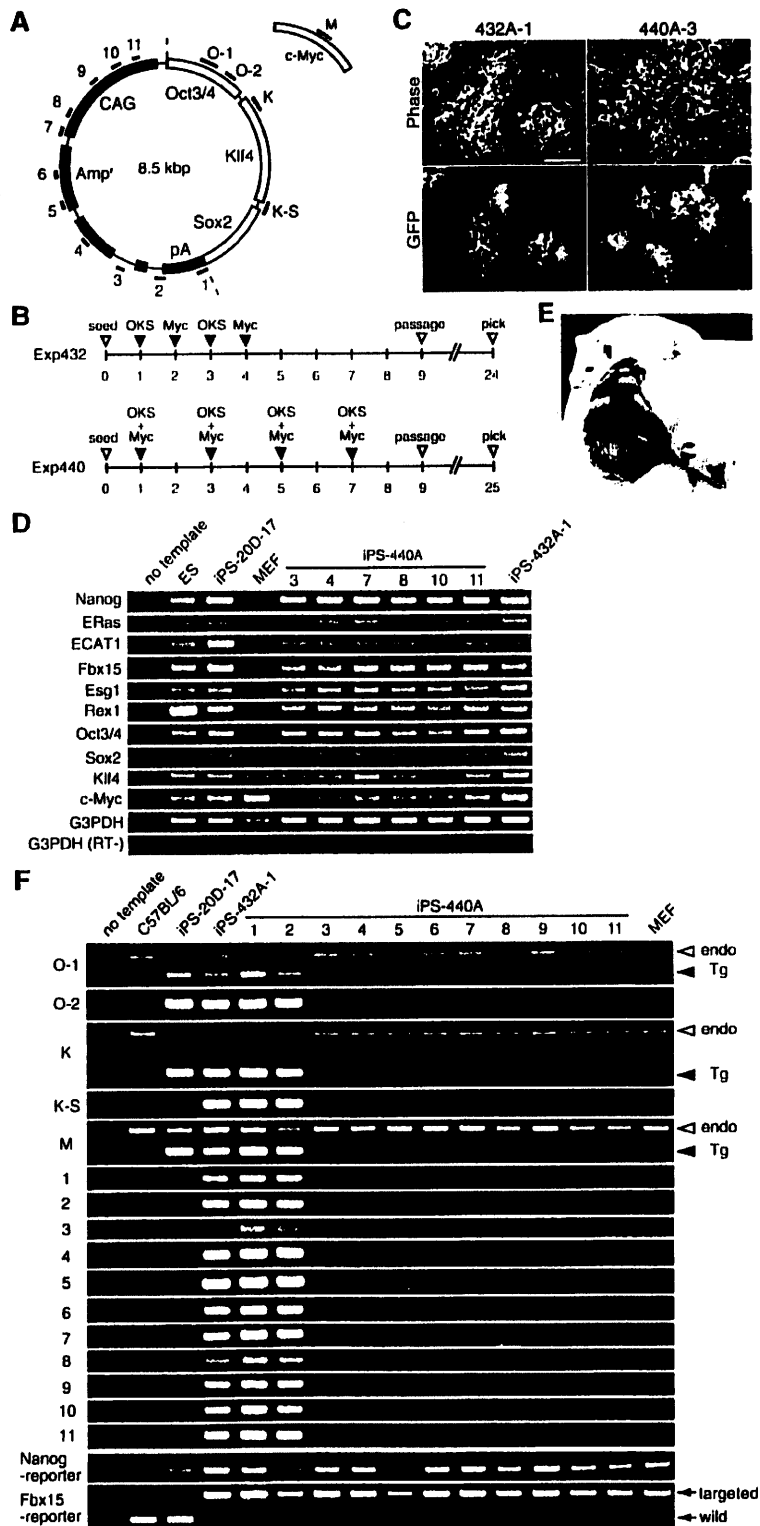 A
M
c-Myc
O-1
O-2
Oct3/4
K
Klf4
K-S
Sox2
pA
CAG
Ampr
8.5 kbp
1
2
3
4
5
6
7
8
9
10
11
B
seed OKS Myc OKS Myc passage pick
Exp432
0 1 2 3 4 5 6 7 8 9 24
OKS OKS OKS OKS
+ + + +
seed Myc Myc Myc Myc passage pick
Exp440
0 1 2 3 4 5 6 7 8 9 25
C
432A-1 440A-3
Phase
GFP
E
D
no template ES iPS-20D-17 MEF iPS-440A iPS-432A-1
3 4 7 8 10 11
Nanog
ERas
ECAT1
Fbx15
Esg1
Rex1
Oct3/4
Sox2
Klf4
c-Myc
G3PDH
G3PDH (RT-)
F
no template C57BL/6 iPS-20D-17 iPS-432A-1 iPS-440A MEF
1 2 3 4 5 6 7 8 9 10 11
O-1 endo
Tg
O-2
K endo
Tg
K-S
M endo
Tg
1
2
3
4
5
6
7
8
9
10
11
Nanog
-reporter
Fbx15 targeted
-reporter wild